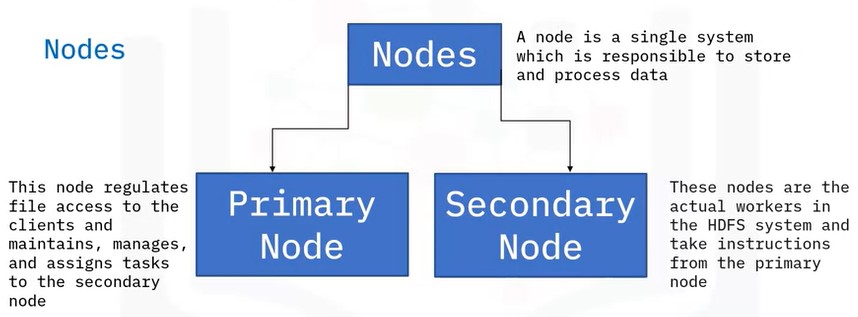 Nodes
Nodes
A node is a single system
which is responsible to store
and process data
This node regulates
file access to the
clients and
maintains, manages,
and assigns tasks
to the secondary
node
Primary
Node
Secondary
Node
These nodes are the
actual workers in
the HDFS system and
take instructions
from the primary
node